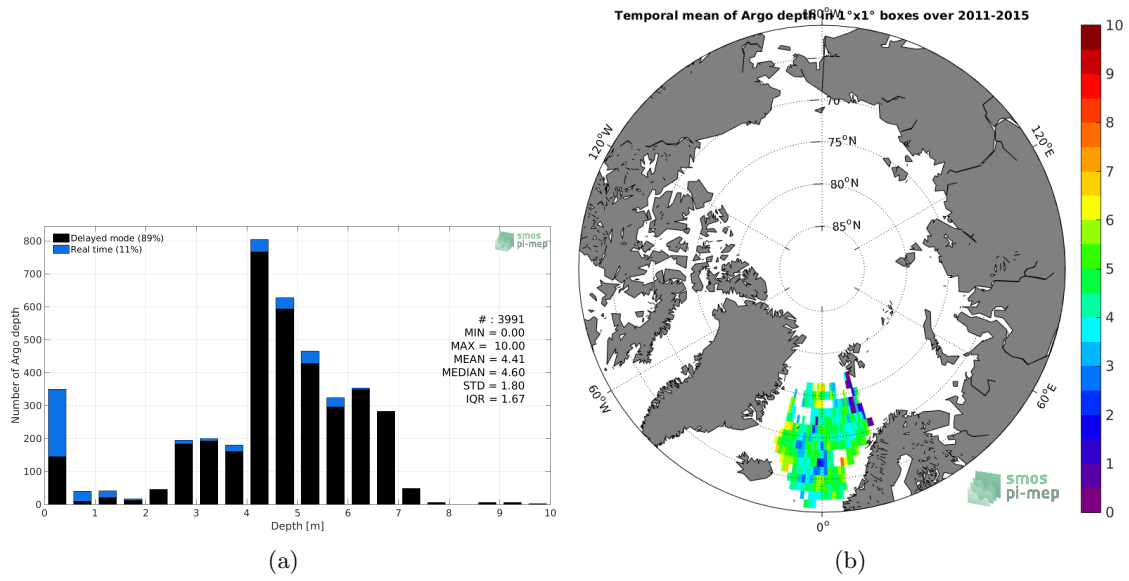 Delayed mode (89%)
Real time (11%)
smos
pi-mep
800
700
600
500
400
300
200
100
0
Number of Argo depth
# : 3991
MIN = 0.00
MAX = 10.00
MEAN = 4.41
MEDIAN = 4.60
STD = 1.80
IQR = 1.67
0 1 2 3 4 5 6 7 8 9 10
Depth [m]
(a)
Temporal mean of Argo depth in 1°x1° boxes over 2011-2015
180°W
120°W
120°E
60°W
60°E
0°
70
75°N
80°N
85°N
smos
pi-mep
10
9
8
7
6
5
4
3
2
1
0
(b)